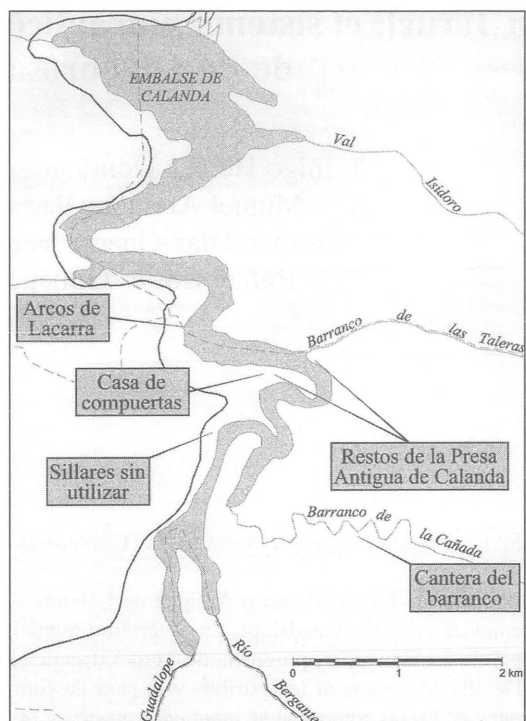 EMBALSE DE
CALANDA
Val
Isidoro
Arcos de
Lacarra
Barranco de las Taleras
Casa de
compuertas
Sillares sin
utilizar
Restos de la Presa
Antigua de Calanda
Barranco de la Cañada
Cantera del
barranco
0 2 km
Guadalope
Río
Bergantes